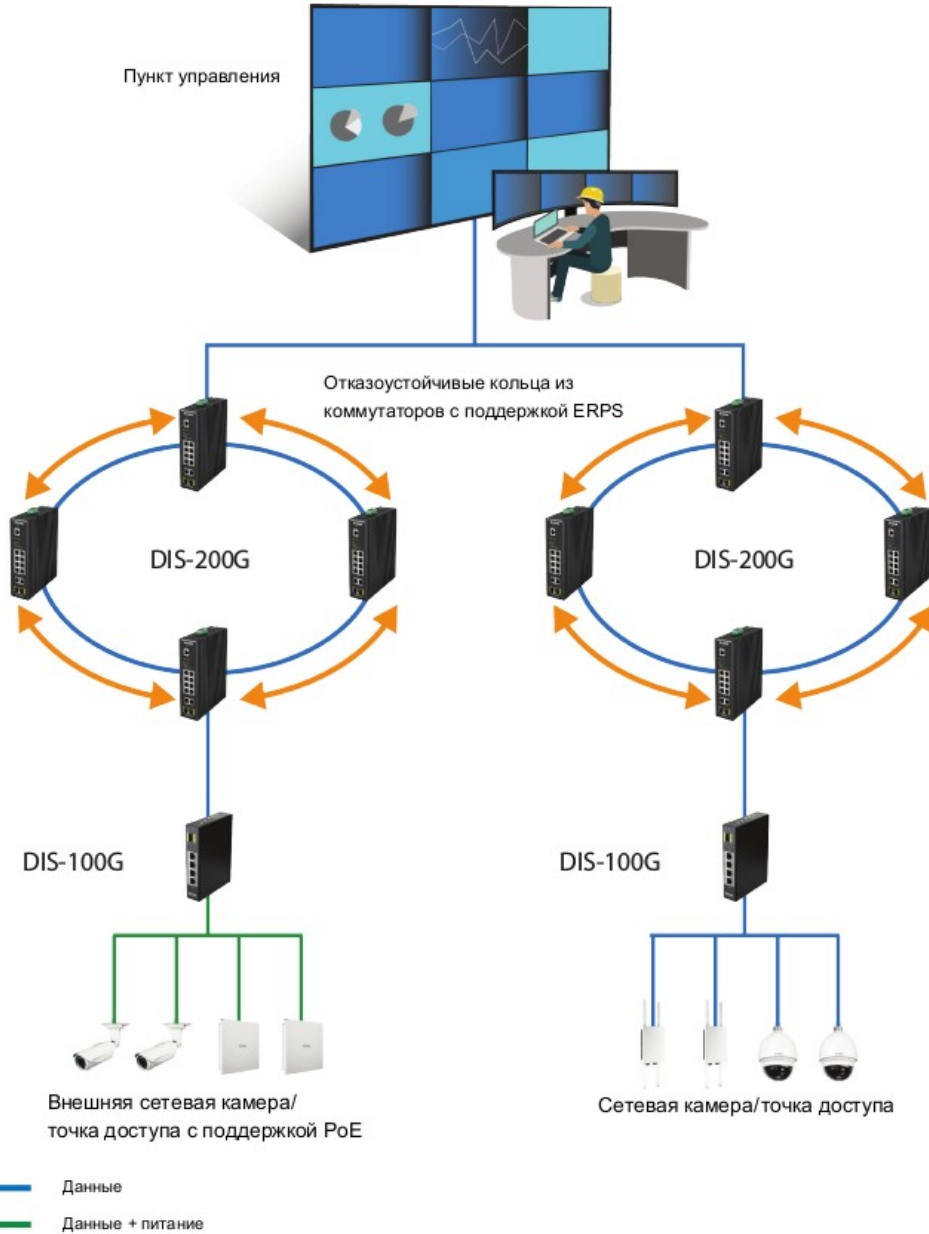 Пункт управления
Отказоустойчивые кольца из
коммутаторов с поддержкой ERPS
DIS-200G
DIS-200G
DIS-100G
DIS-100G
Внешняя сетевая камера/
точка доступа с поддержкой PoE
Сетевая камера/точка доступа
Данные
Данные + питание